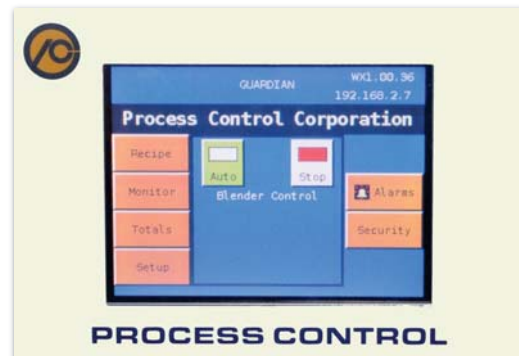 GUARDIAN
WX1.00.36
192.168.2.7
Process Control Corporation
Recipe
Auto
Stop
Monitor
Blender Control
Alarms
Totals
Security
Setup
PROCESS CONTROL